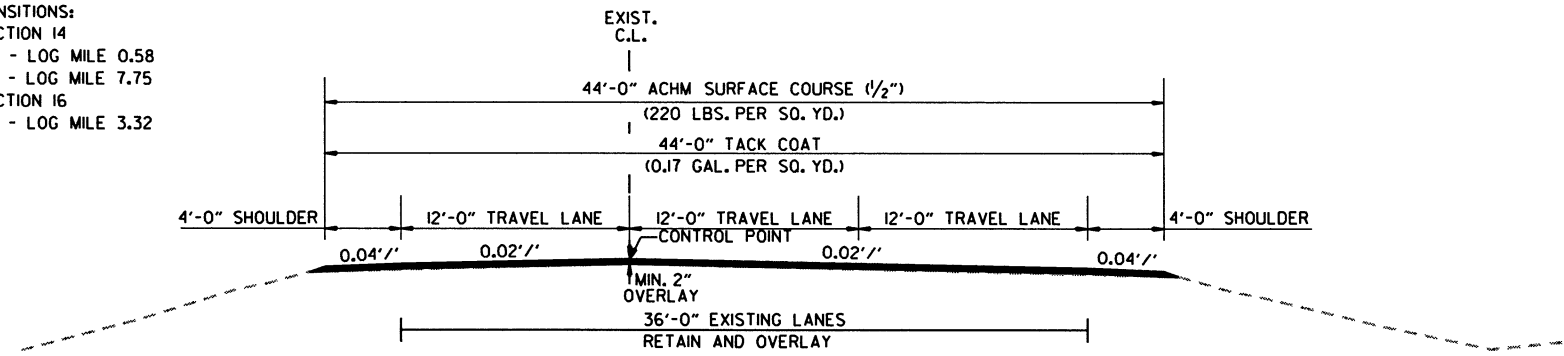 NSITIONS:
CTION 14
- LOG MILE 0.58
- LOG MILE 7.75
CTION 16
- LOG MILE 3.32
EXIST.
C.L.
44'-0" ACHM SURFACE COURSE (1/2")
(220 LBS. PER SQ. YD.)
44'-0" TACK COAT
(0.17 GAL. PER SQ. YD.)
4'-0" SHOULDER 12'-0" TRAVEL LANE 12'-0" TRAVEL LANE 12'-0" TRAVEL LANE 4'-0" SHOULDER
CONTROL POINT
0.04'/' 0.02'/' 0.02'/' 0.04'/'
MIN. 2"
OVERLAY
36'-0" EXISTING LANES
RETAIN AND OVERLAY